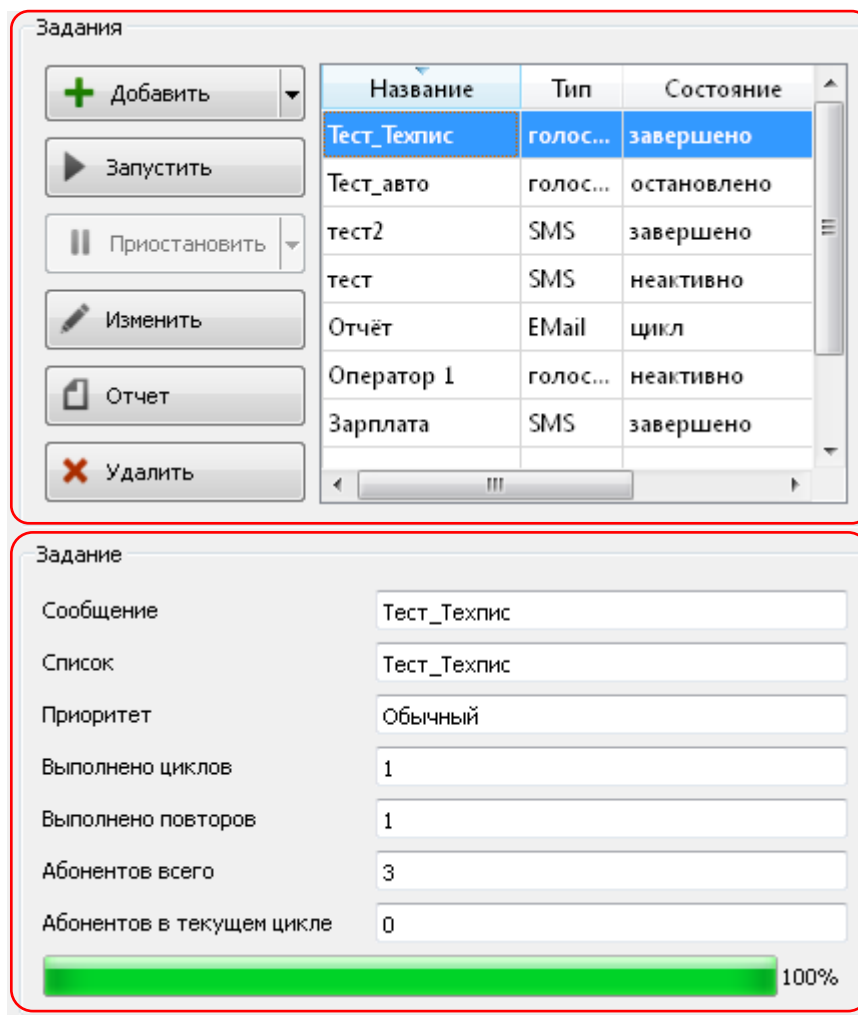 Задания
Добавить
Запустить
Приостановить
Изменить
Отчет
Удалить
Название Тип Состояние
Тест_Техпис голос... завершено
Тест_авто голос... остановлено
тест2 SMS завершено
тест SMS неактивно
Отчёт EMail цикл
Оператор 1 голос... неактивно
Зарплата SMS завершено
Задание
Сообщение Тест_Техпис
Список Тест_Техпис
Приоритет Обычный
Выполнено циклов 1
Выполнено повторов 1
Абонентов всего 3
Абонентов в текущем цикле 0
100%